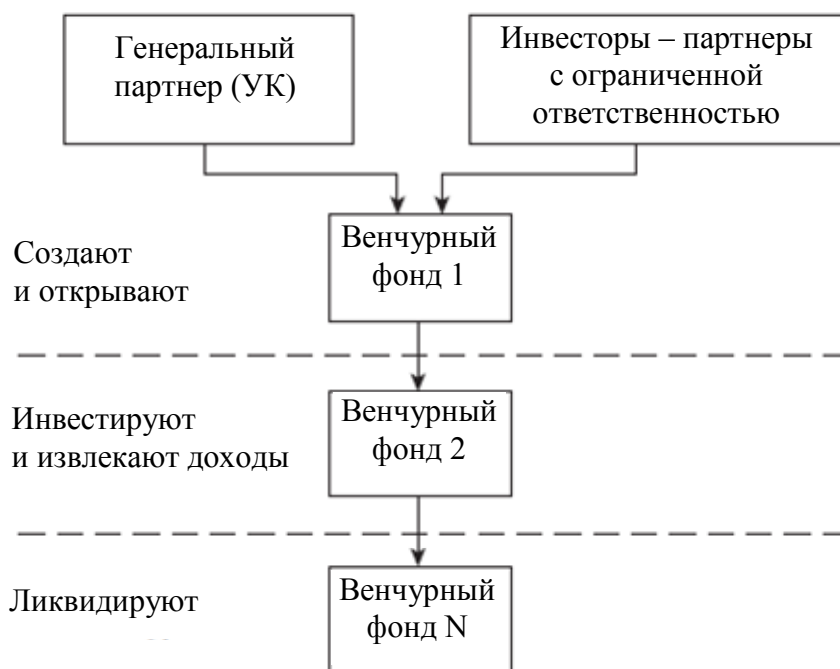 Генеральный
партнер (УК)
Инвесторы – партнеры
с ограниченной
ответственностью
Создают
и открывают
Венчурный
фонд 1
Инвестируют
и извлекают доходы
Венчурный
фонд 2
Ликвидируют
Венчурный
фонд N